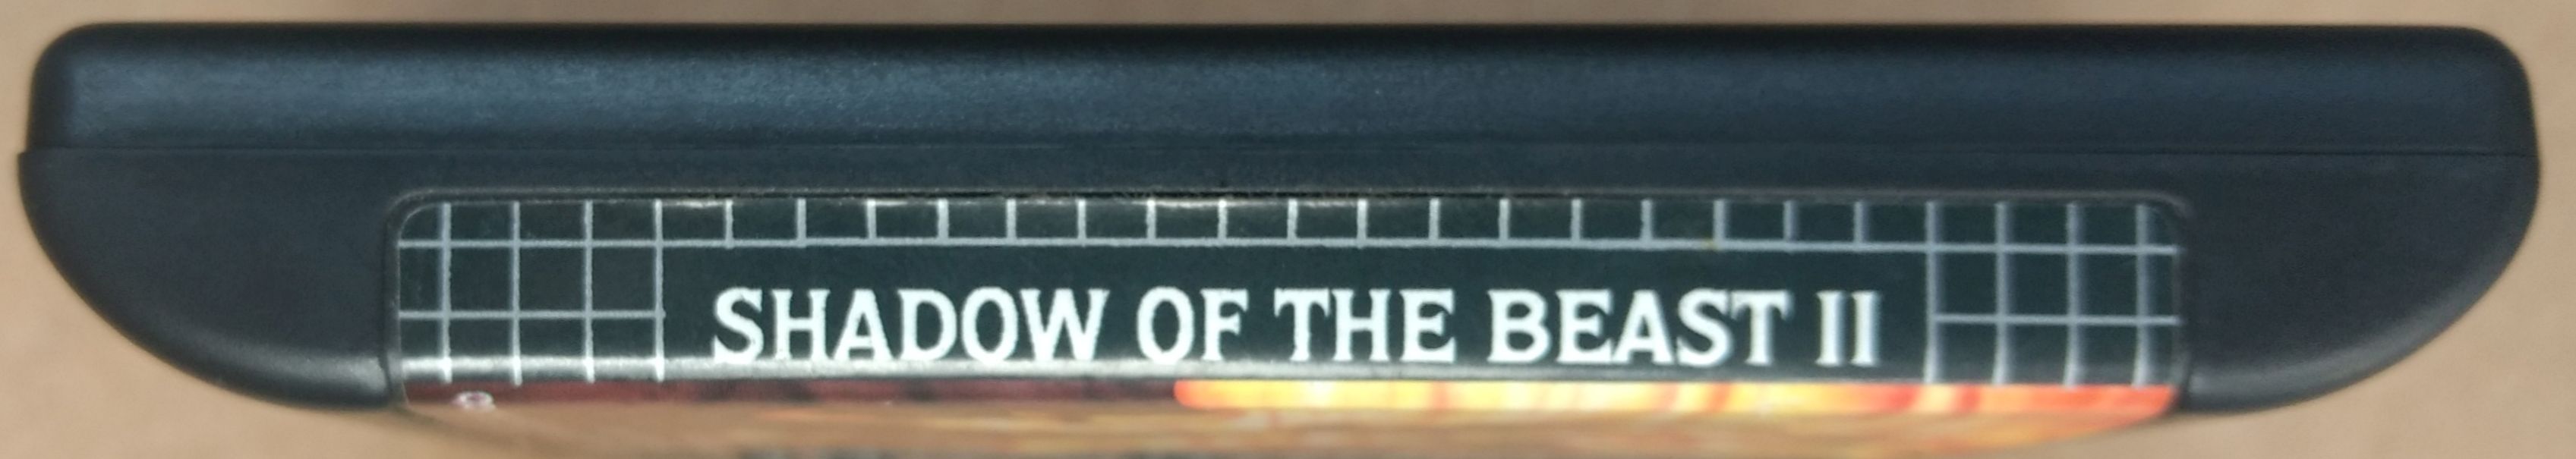 SHADOW OF THE BEAST II